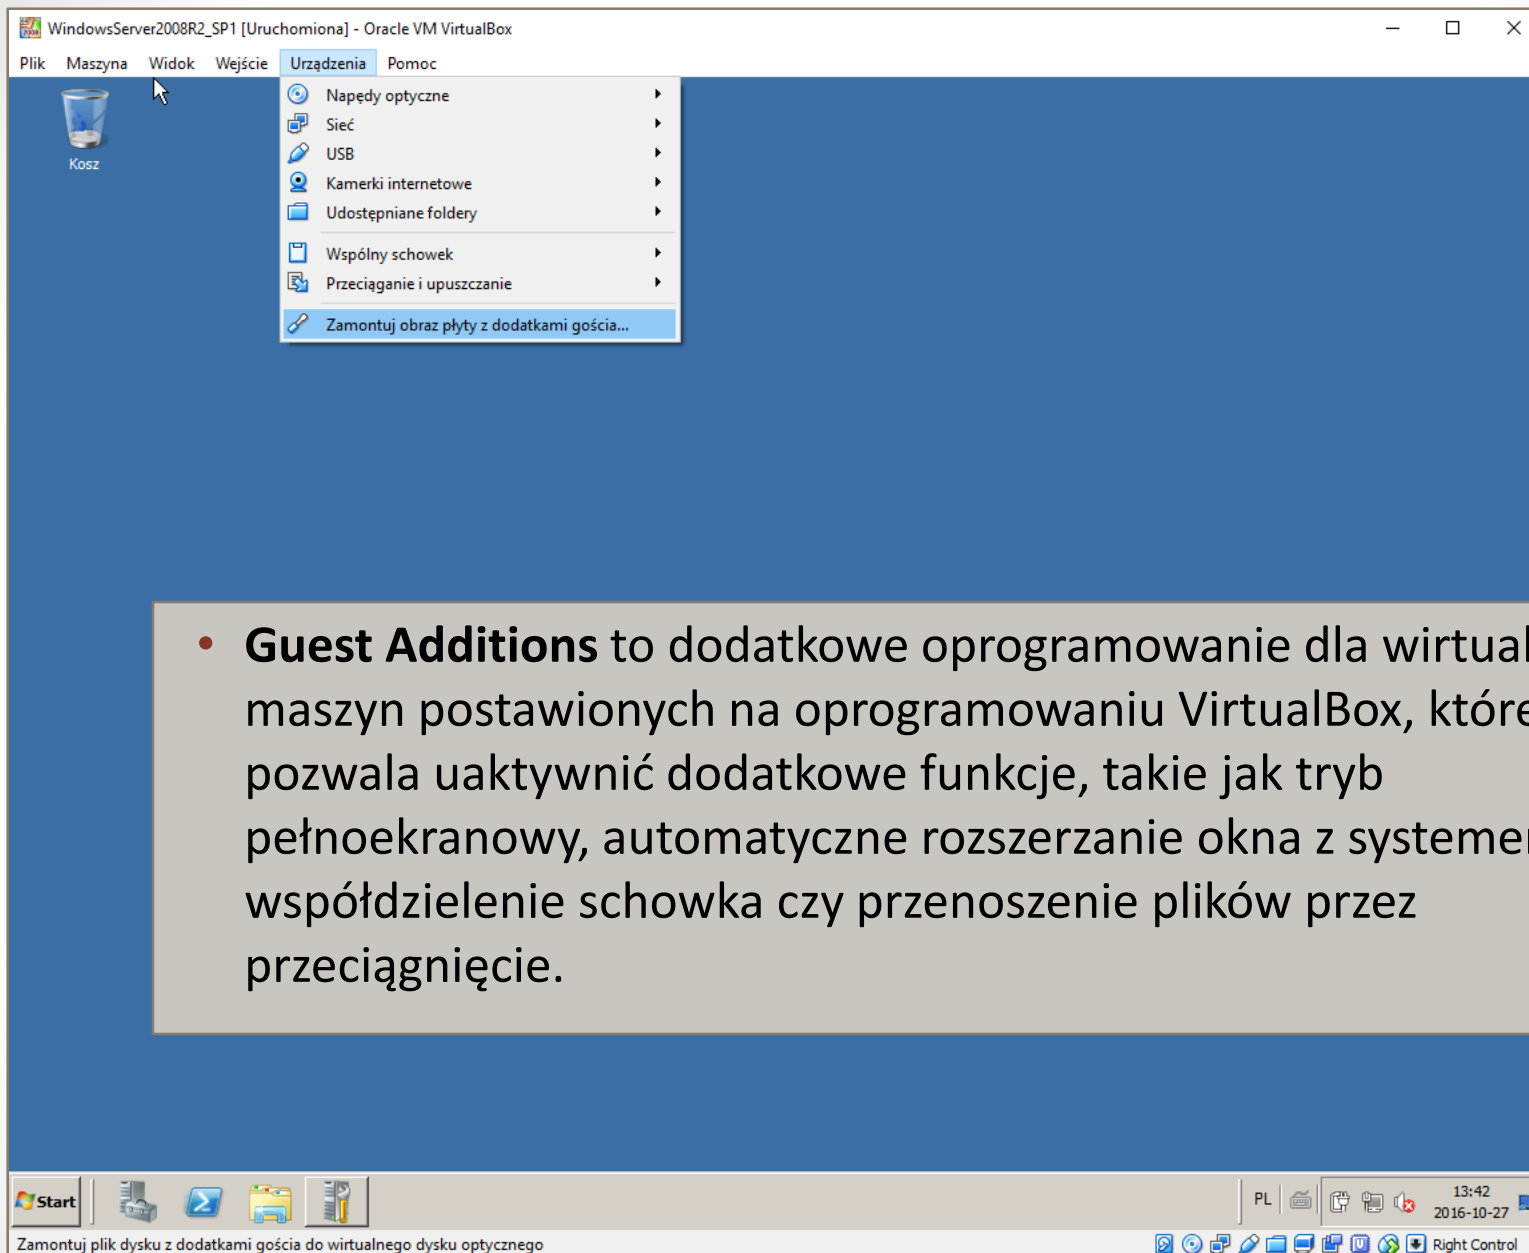 WindowsServer2008R2_SP1 [Uruchomiona] - Oracle VM VirtualBox
Plik Maszyna Widok Wejście Urządzenia Pomoc
Napędy optyczne
Sieć
USB
Kamerki internetowe
Udostępniane foldery
Wspólny schowek
Przeciąganie i upuszczanie
Zamontuj obraz płyty z dodatkami gościa...
Kosz
• Guest Additions to dodatkowe oprogramowanie dla
maszyn postawionych na oprogramowaniu VirtualBox, które
pozwala uaktywnić dodatkowe funkcje, takie jak tryb
pełnoekranowy, automatyczne rozszerzanie okna z
współdzielenie schowka czy przenoszenie plików przez
przeciągnięcie.
Start
PL
13:42
2016-10-27
Zamontuj plik dysku z dodatkami gościa do wirtualnego dysku optycznego
Right Control